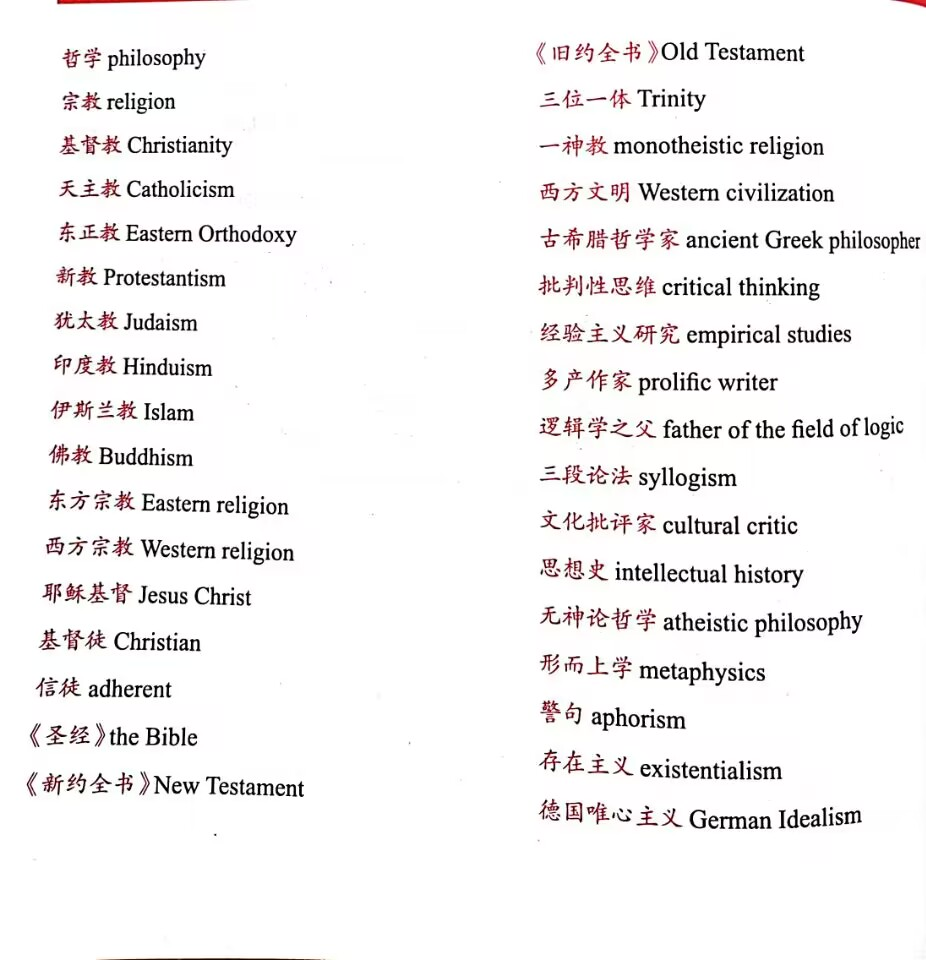 哲学 philosophy
宗教 religion
基督教 Christianity
天主教 Catholicism
东正教 Eastern Orthodoxy
新教 Protestantism
犹太教 Judaism
印度教 Hinduism
伊斯兰教 Islam
佛教 Buddhism
东方宗教 Eastern religion
西方宗教 Western religion
耶稣基督 Jesus Christ
基督徒 Christian
信徒 adherent
《圣经》the Bible
《新约全书》New Testament
《旧约全书》Old Testament
三位一体 Trinity
一神教 monotheistic religion
西方文明 Western civilization
古希腊哲学家 ancient Greek philosopher
批判性思维 critical thinking
经验主义研究 empirical studies
多产作家 prolific writer
逻辑学之父 father of the field of logic
三段论法 syllogism
文化批评家 cultural critic
思想史 intellectual history
无神论哲学 atheistic philosophy
形而上学 metaphysics
警句 aphorism
存在主义 existentialism
德国唯心主义 German Idealism